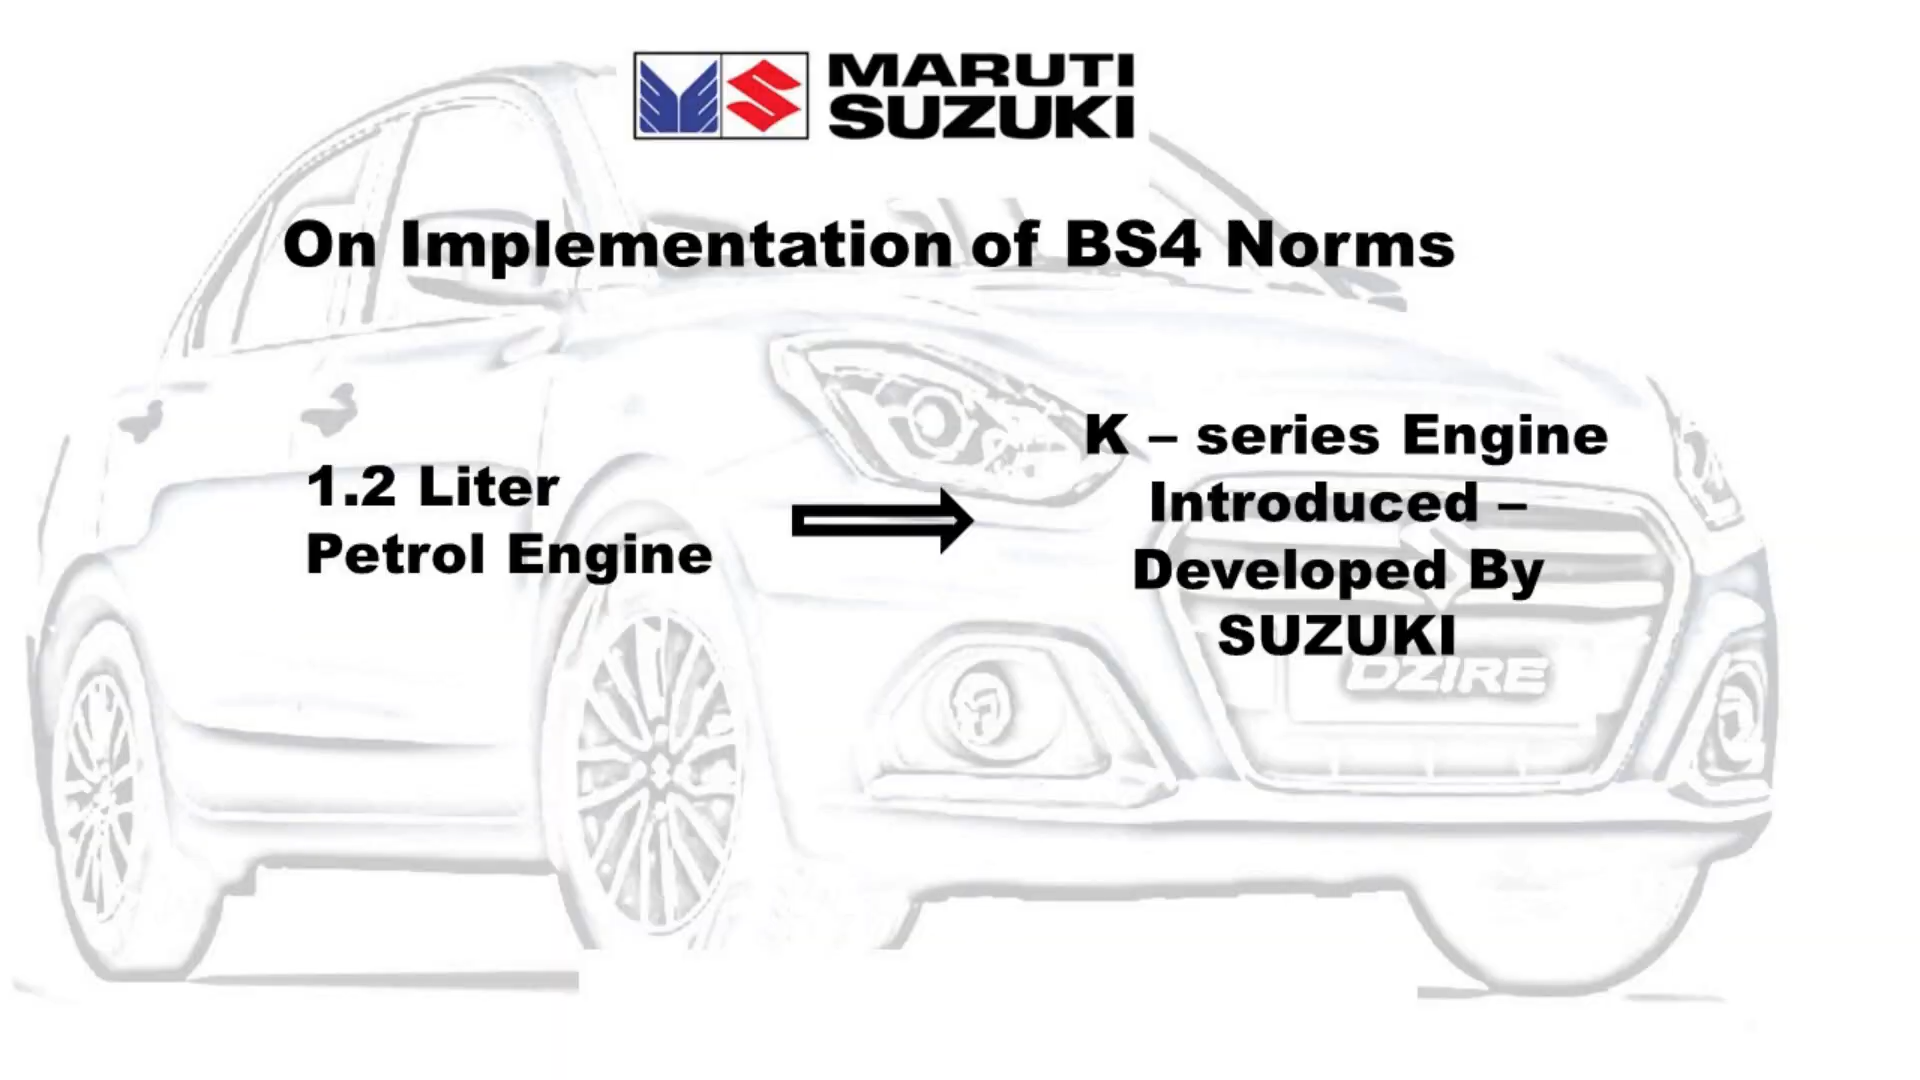 MARUTI
SUZUKI
On Implementation of BS4 Norms
1.2 Liter
Petrol Engine
K – series Engine
Introduced –
Developed By
SUZUKI
DZIRE